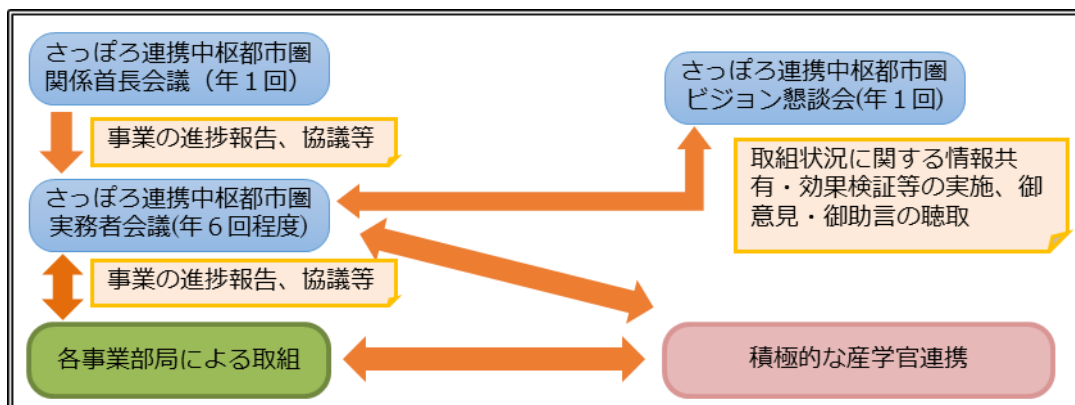 さっぽろ連携中枢都市圏
関係首長会議（年１回）
事業の進捗報告、協議等
さっぽろ連携中枢都市圏
実務者会議(年６回程度)
事業の進捗報告、協議等
各事業部局による取組
さっぽろ連携中枢都市圏
ビジョン懇談会(年１回)
取組状況に関する情報共
有・効果検証等の実施、御
意見・御助言の聴取
積極的な産学官連携